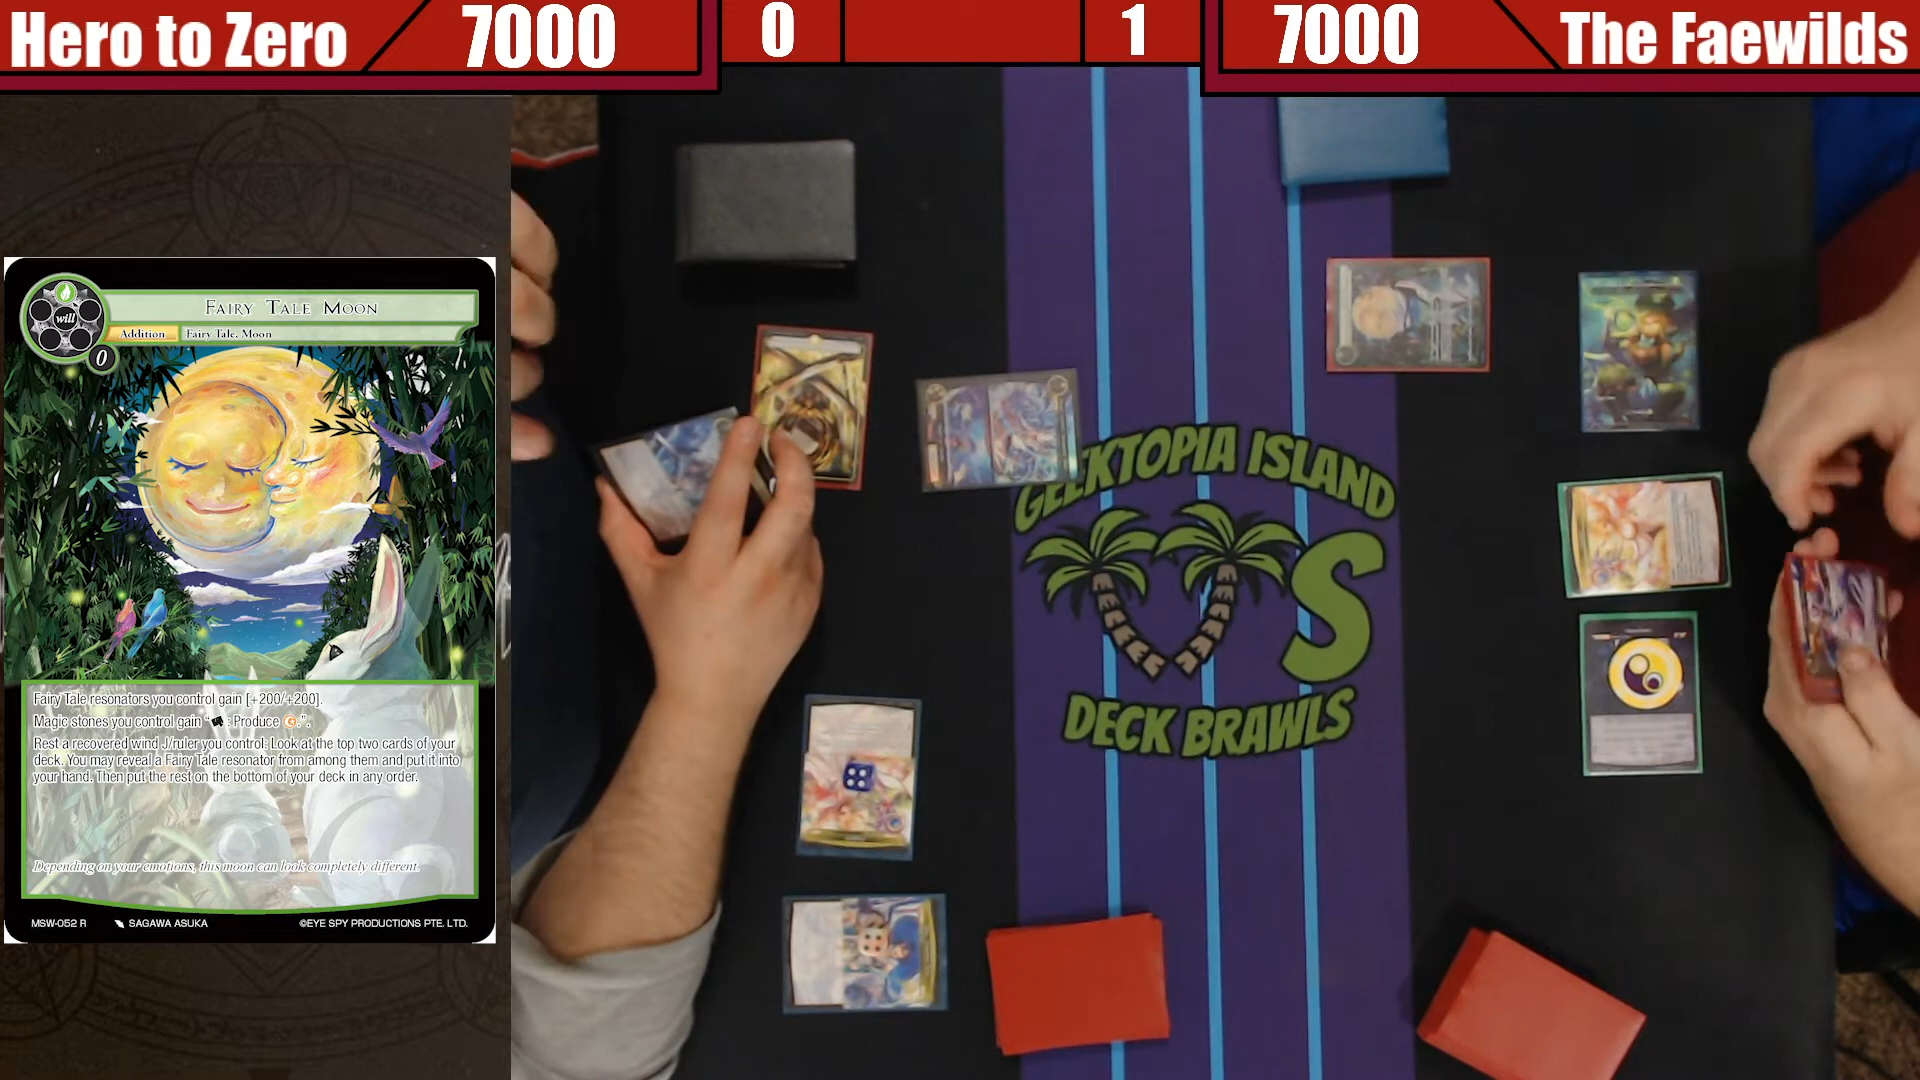 Hero to Zero
7000
0
1
7000
The Faewilds
will
0
FAIRY TALE MOON
Addition
Fairy Tale, Moon
Fairy Tale resonators you control gain [+200/+200].
Magic stones you control gain “ : Produce .”.
Rest a recovered wind J/ruler you control: Look at the top two cards of your
deck. You may reveal a Fairy Tale resonator from among them and put it into
your hand. Then put the rest on the bottom of your deck in any order.
Depending on your emotions, this moon can look completely different.
MSW-052 R
SAGAWA ASUKA
©EYE SPY PRODUCTIONS PTE. LTD.
GEEKTOPIA ISLAND
VS
DECK BRAWLS